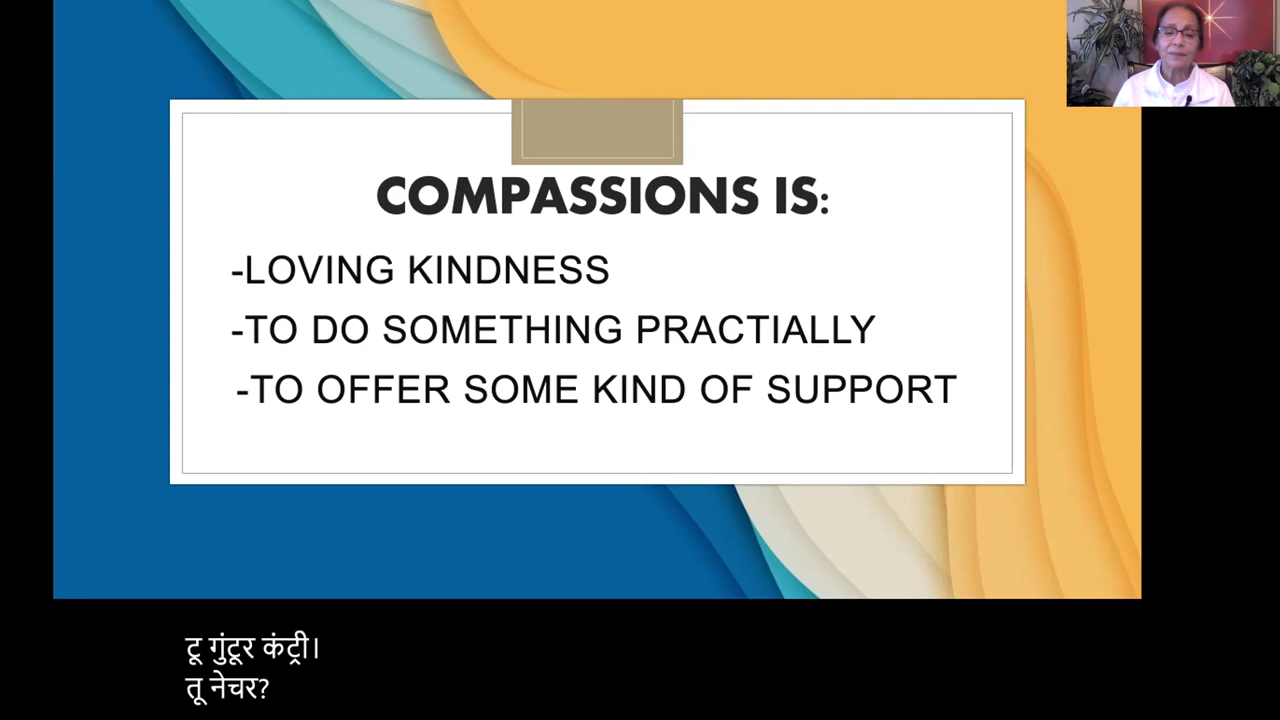 COMPASSIONS IS:
-LOVING KINDNESS
-TO DO SOMETHING PRACTIALLY
-TO OFFER SOME KIND OF SUPPORT
टू गुंटूर कंट्री।
तू नेचर?